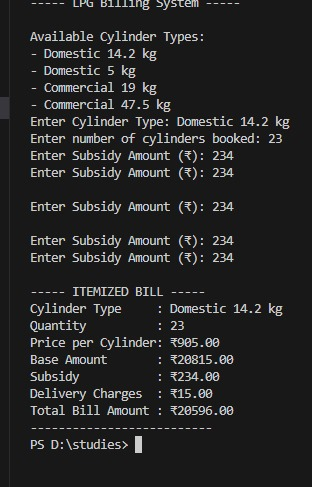 ----- LPG Billing System -----
Available Cylinder Types:
- Domestic 14.2 kg
- Domestic 5 kg
- Commercial 19 kg
- Commercial 47.5 kg
Enter Cylinder Type: Domestic 14.2 kg
Enter number of cylinders booked: 23
Enter Subsidy Amount (₹): 234
Enter Subsidy Amount (₹): 234
Enter Subsidy Amount (₹): 234
Enter Subsidy Amount (₹): 234
Enter Subsidy Amount (₹): 234
----- ITEMIZED BILL -----
Cylinder Type     : Domestic 14.2 kg
Quantity          : 23
Price per Cylinder: ₹905.00
Base Amount       : ₹20815.00
Subsidy           : ₹234.00
Delivery Charges  : ₹15.00
Total Bill Amount : ₹20596.00
--------------------------
PS D:\studies>